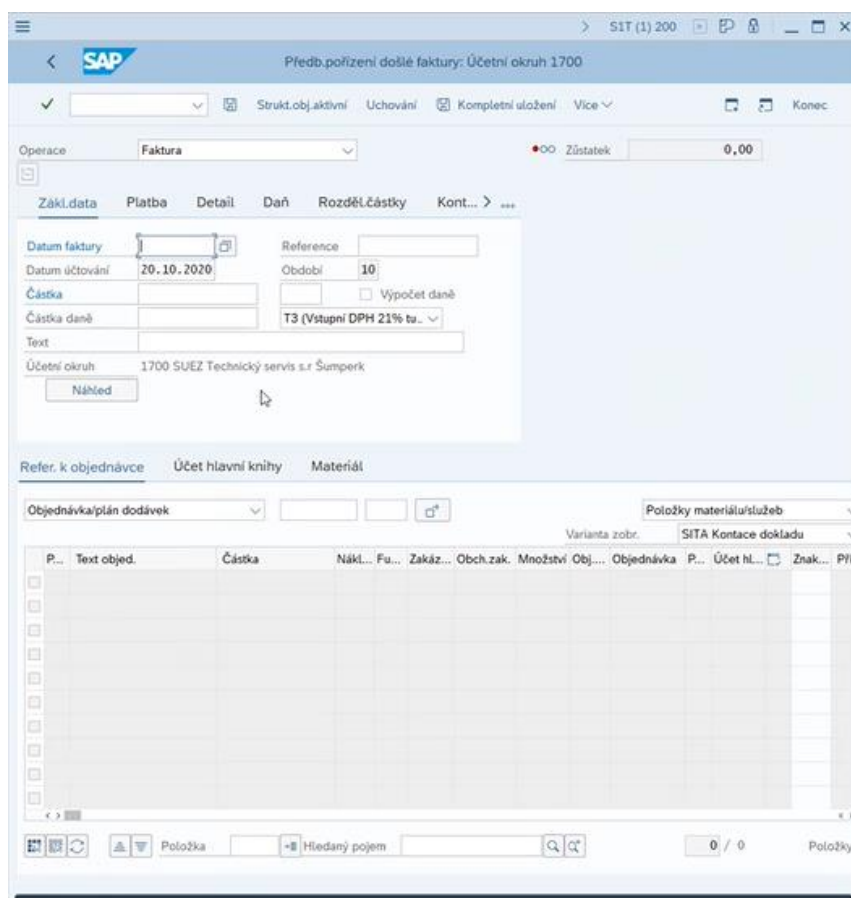 S1T (1) 200
SAP Předb.pořízení došlé faktury: Účetní okruh 1700
Strukt.obj.aktivní Uchování Kompletní uložení Více Konec
Operace Faktura Zůstatek 0,00
Zákl.data Platba Detail Daň Rozděl.částky Kont... ...
Datum faktury Reference
Datum účtování 20.10.2020 Období 10
Částka Výpočet daně
Částka daně T3 (Vstupní DPH 21% tu..
Text
Účetní okruh 1700 SUEZ Technický servis s.r Šumperk
Náhled
Refer. k objednávce Účet hlavní knihy Materiál
Objednávka/plán dodávek Položky materiálu/služeb
Varianta zobr. SITA Kontace dokladu
P... Text objed. Částka Nákl... Fu... Zakáz... Obch.zak. Množství Obj.... Objednávka P... Účet hl... Znak... Při
Položka Hledaný pojem 0 / 0 Položky